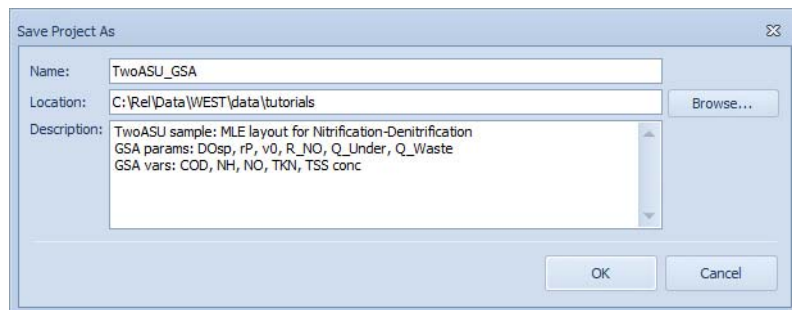 Save Project As
Name: TwoASU_GSA
Location: C:\Rel\Data\WEST\data\tutorials Browse...
Description: TwoASU sample: MLE layout for Nitrification-Denitrification
GSA params: DOsp, rP, v0, R_NO, Q_Under, Q_Waste
GSA vars: COD, NH, NO, TKN, TSS conc
OK Cancel